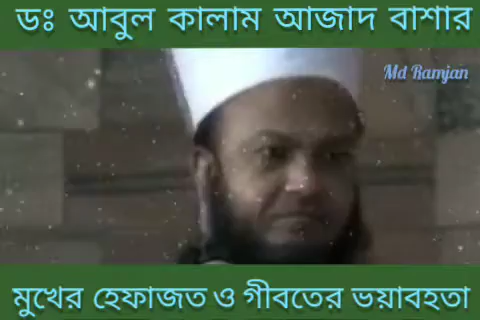 ডঃ আবুল কালাম আজাদ বাশার
Md Ramjan
মুখের হেফাজত ও গীবতের ভয়াবহতা